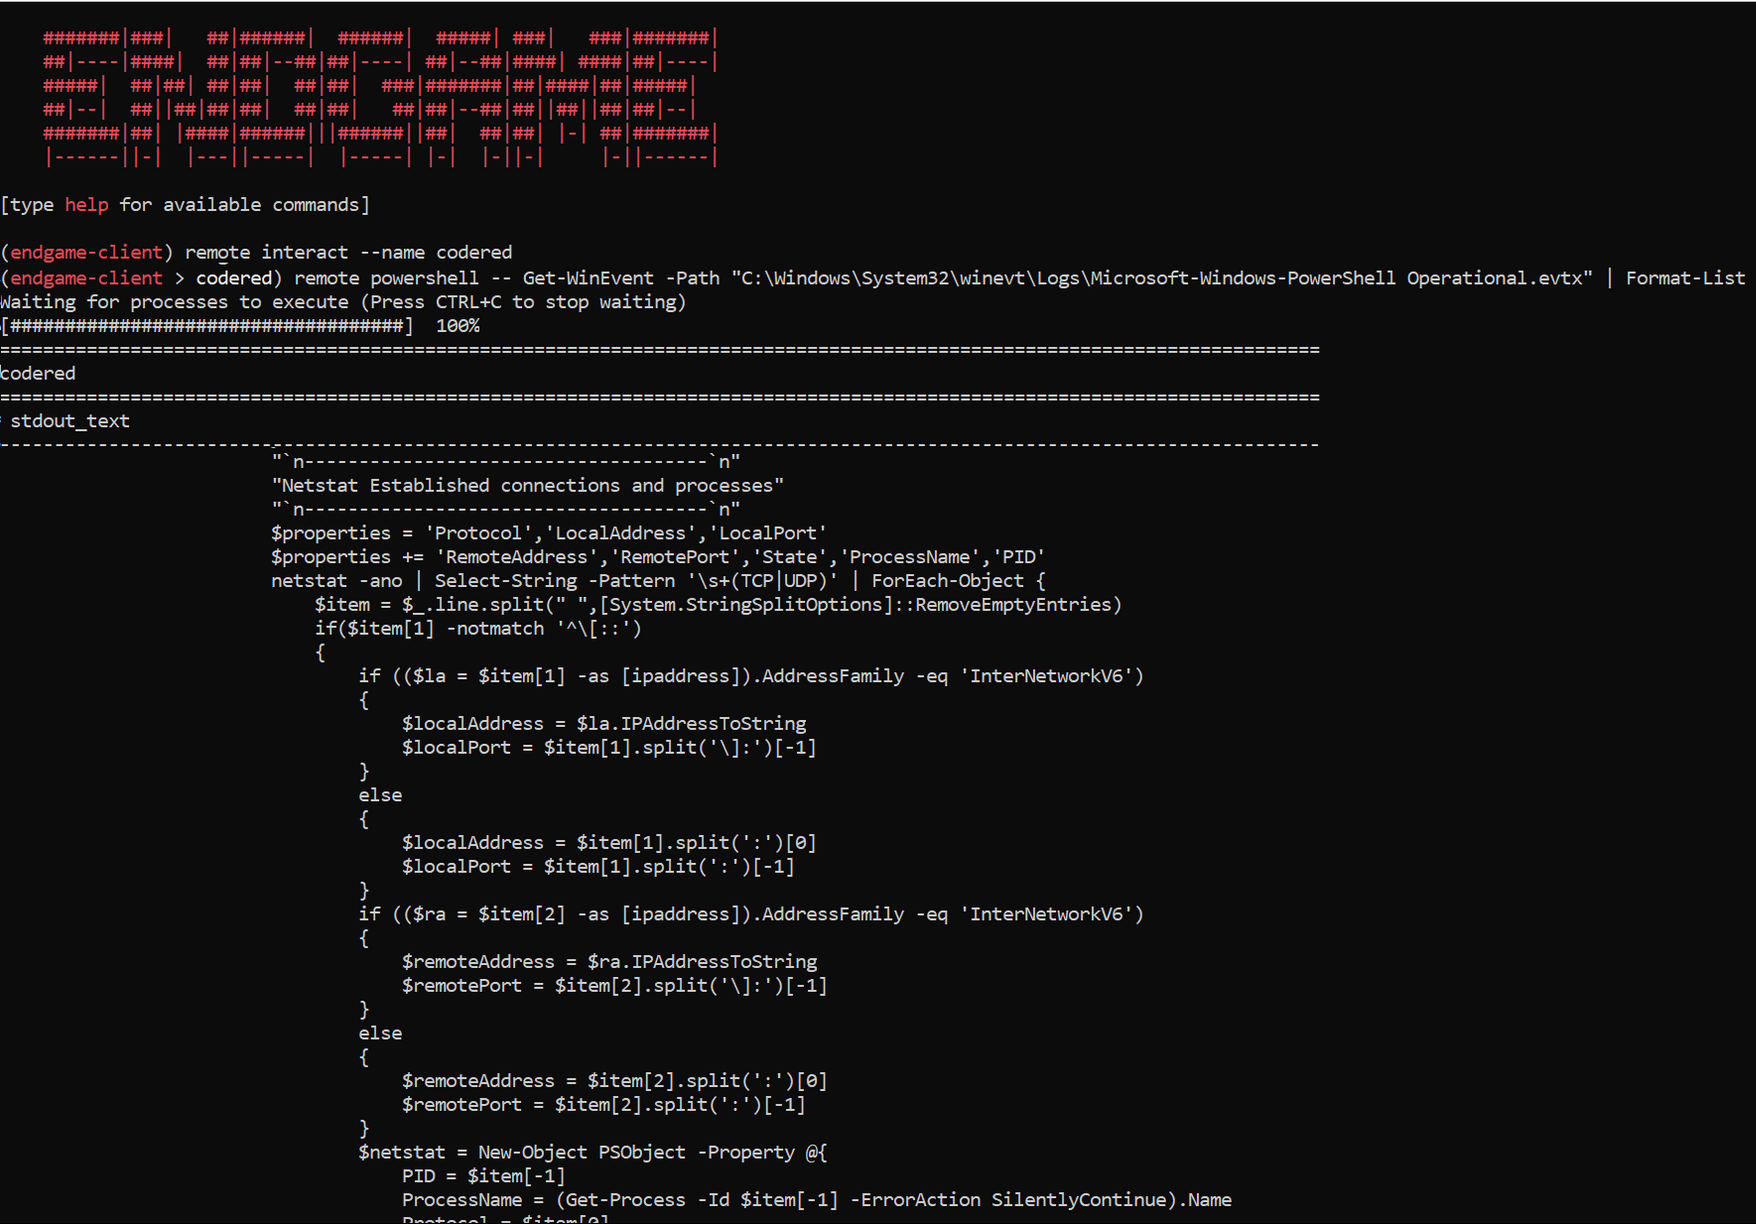 #######|###|   ##|######|  ######|  #####| ###|   ###|#######|
##|----|####|  ##|##|--##|##|----| ##|--##|####| ####|##|----|
#####|  ##|##| ##|##|  ##|##|  ###|#######|##|####|##|#####|
##|--|  ##||##|##|##|  ##|##|   ##|##|--##|##||##||##|##|--|
#######|##| |####|######|||######||##|  ##|##| |-| ##|#######|
|------||-|  |---||-----|  |-----| |-|  |-||-|     |-||------|
[type help for available commands]
(endgame-client) remote interact --name codered
(endgame-client > codered) remote powershell -- Get-WinEvent -Path "C:\Windows\System32\winevt\Logs\Microsoft-Windows-PowerShell Operational.evtx" | Format-List
Waiting for processes to execute (Press CTRL+C to stop waiting)
[####################################]  100%
=========================================================================================================================
codered
=========================================================================================================================
stdout_text
-------------------------------------------------------------------------------------------------------------------------
"`n-------------------------------------`n"
"Netstat Established connections and processes"
"`n-------------------------------------`n"
$properties = 'Protocol','LocalAddress','LocalPort'
$properties += 'RemoteAddress','RemotePort','State','ProcessName','PID'
netstat -ano | Select-String -Pattern '\s+(TCP|UDP)' | ForEach-Object {
$item = $_.line.split(" ",[System.StringSplitOptions]::RemoveEmptyEntries)
if($item[1] -notmatch '^\[::')
{
if (($la = $item[1] -as [ipaddress]).AddressFamily -eq 'InterNetworkV6')
{
$localAddress = $la.IPAddressToString
$localPort = $item[1].split('\]:')[-1]
}
else
{
$localAddress = $item[1].split(':')[0]
$localPort = $item[1].split(':')[-1]
}
if (($ra = $item[2] -as [ipaddress]).AddressFamily -eq 'InterNetworkV6')
{
$remoteAddress = $ra.IPAddressToString
$remotePort = $item[2].split('\]:')[-1]
}
else
{
$remoteAddress = $item[2].split(':')[0]
$remotePort = $item[2].split(':')[-1]
}
$netstat = New-Object PSObject -Property @{
PID = $item[-1]
ProcessName = (Get-Process -Id $item[-1] -ErrorAction SilentlyContinue).Name
Protocol = $item[0]